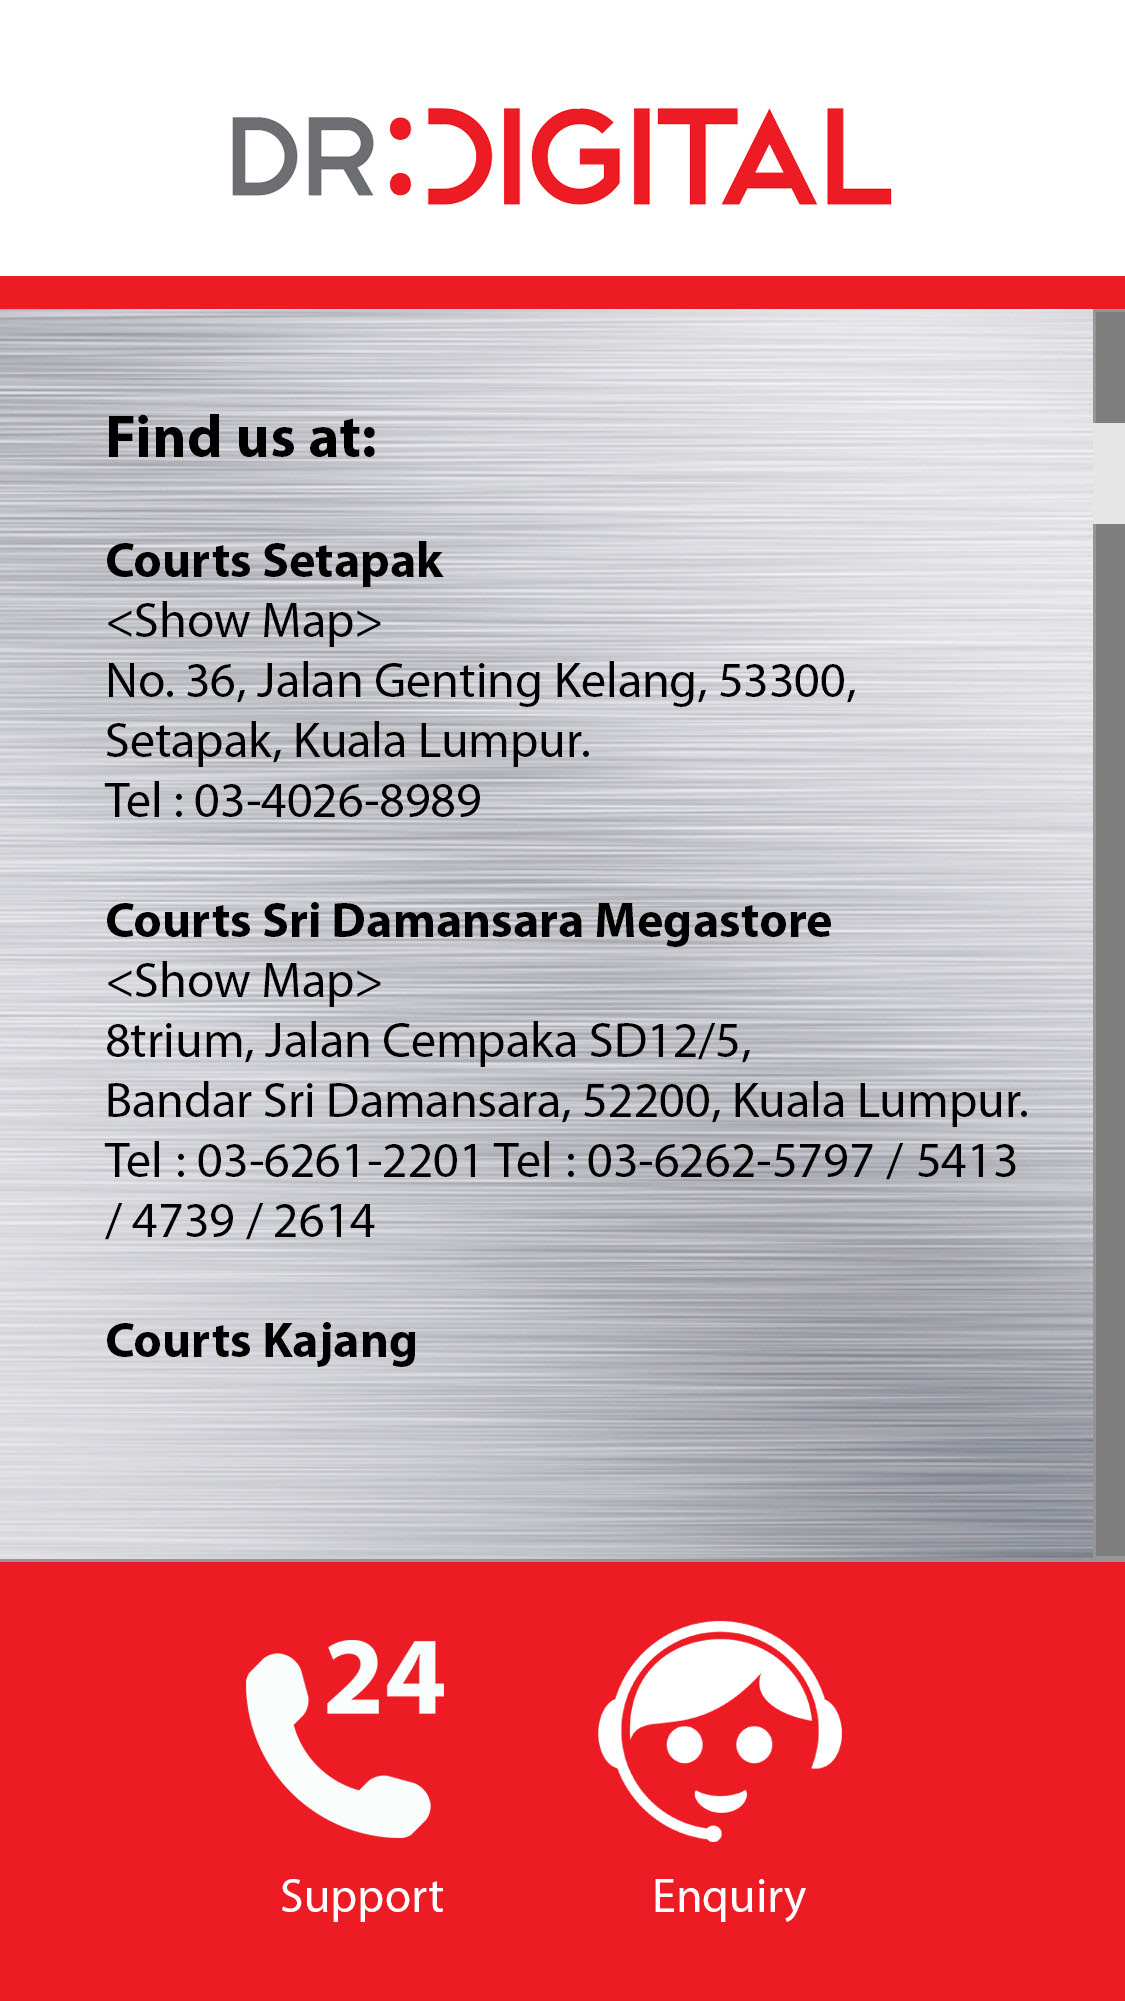 DR:DIGITAL
Find us at:
Courts Setapak
<Show Map>
No. 36, Jalan Genting Kelang, 53300,
Setapak, Kuala Lumpur.
Tel : 03-4026-8989
Courts Sri Damansara Megastore
<Show Map>
8trium, Jalan Cempaka SD12/5,
Bandar Sri Damansara, 52200, Kuala Lumpur.
Tel : 03-6261-2201 Tel : 03-6262-5797 / 5413
/ 4739 / 2614
Courts Kajang
24
Support
Enquiry